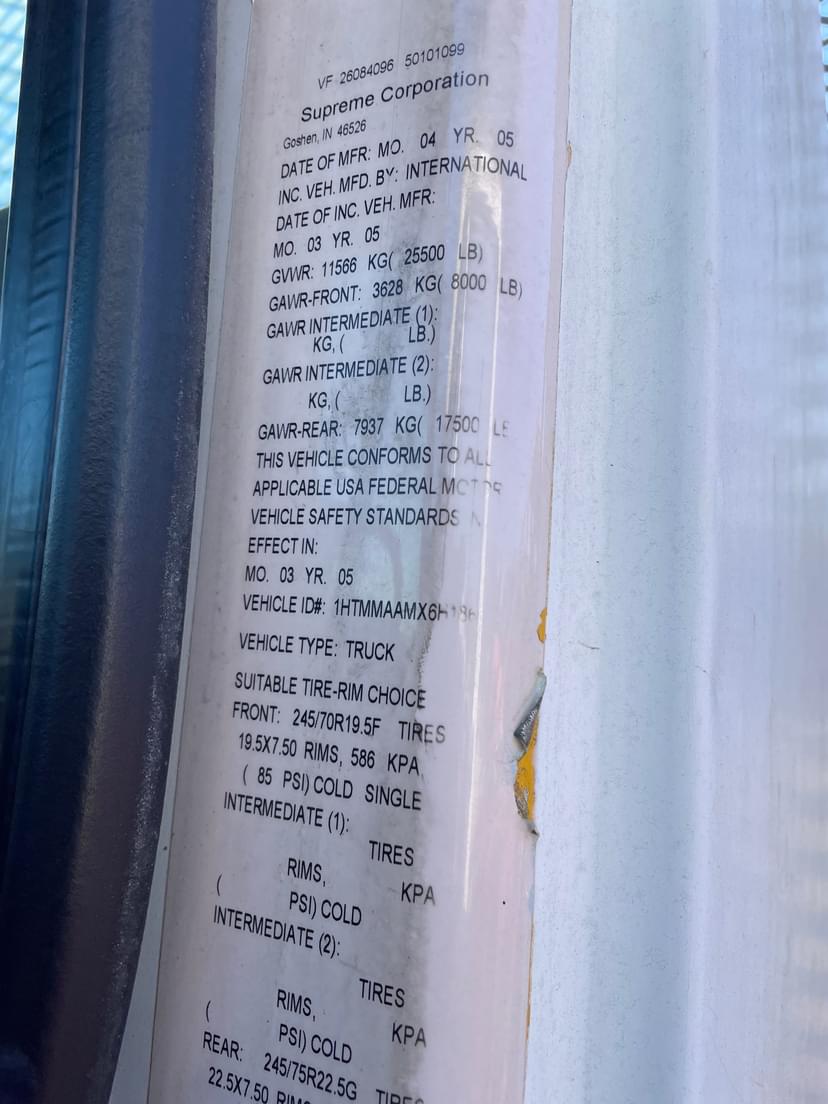 VF 26084096 50101099
Supreme Corporation
Goshen, IN 46526
DATE OF MFR: MO. 04 YR. 05
INC. VEH. MFD. BY: INTERNATIONAL
DATE OF INC. VEH. MFR:
MO. 03 YR. 05
GVWR: 11566 KG( 25500 LB)
GAWR-FRONT: 3628 KG( 8000 LB)
GAWR INTERMEDIATE (1):
KG, ( LB.)
GAWR INTERMEDIATE (2):
KG, ( LB.)
GAWR-REAR: 7937 KG( 17500
THIS VEHICLE CONFORMS TO ALL
APPLICABLE USA FEDERAL
VEHICLE SAFETY STANDARDS
EFFECT IN:
MO. 03 YR. 05
VEHICLE ID#:
VEHICLE TYPE: TRUCK
SUITABLE TIRE-RIM CHOICE
FRONT: 245/70R19.5F TIRES
19.5X7.50 RIMS, 586 KPA
( 85 PSI) COLD SINGLE
INTERMEDIATE (1):
TIRES
RIMS, KPA
( PSI) COLD
INTERMEDIATE (2):
TIRES
RIMS, KPA
( PSI) COLD
REAR: 245/75R22.5G TIRES
22.5X7.50 RIMS